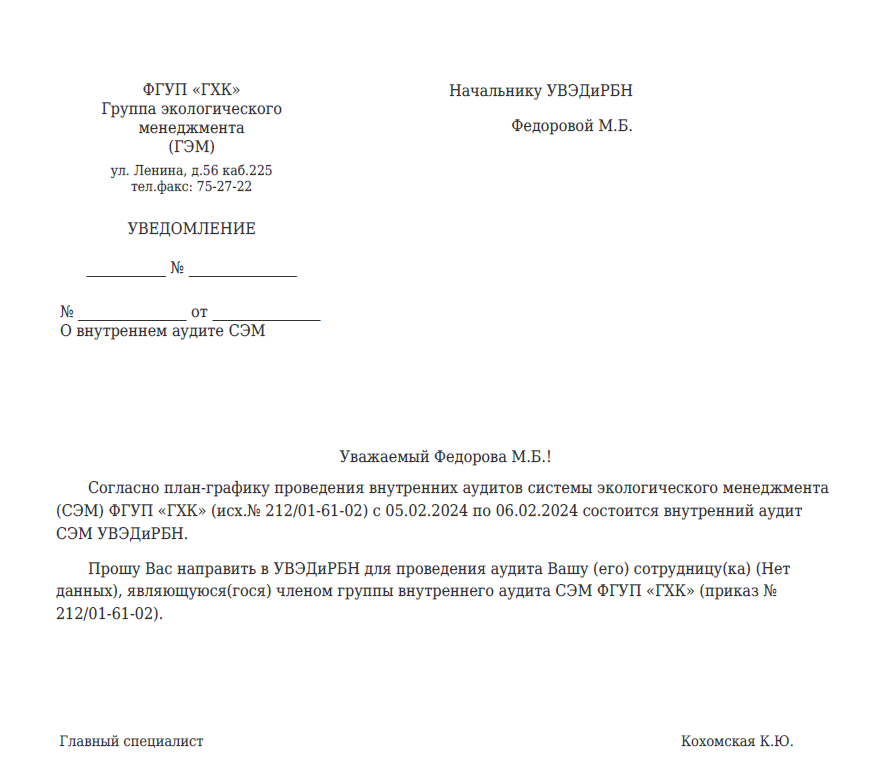 ФГУП «ГХК»
Группа экологического
менеджмента
(ГЭМ)
ул. Ленина, д.56 каб.225
тел.факс: 75-27-22
УВЕДОМЛЕНИЕ
___________ № _______________
№ _______________ от _______________
О внутреннем аудите СЭМ
Начальнику УВЭДиРБН
Федоровой М.Б.
Уважаемый Федорова М.Б.!
Согласно план-графику проведения внутренних аудитов системы экологического менеджмента
(СЭМ) ФГУП «ГХК» (исх.№ 212/01-61-02) с 05.02.2024 по 06.02.2024 состоится внутренний аудит
СЭМ УВЭДиРБН.
Прошу Вас направить в УВЭДиРБН для проведения аудита Вашу (его) сотрудницу(ка) (Нет
данных), являющуюся(гося) членом группы внутреннего аудита СЭМ ФГУП «ГХК» (приказ №
212/01-61-02).
Главный специалист
Кохомская К.Ю.